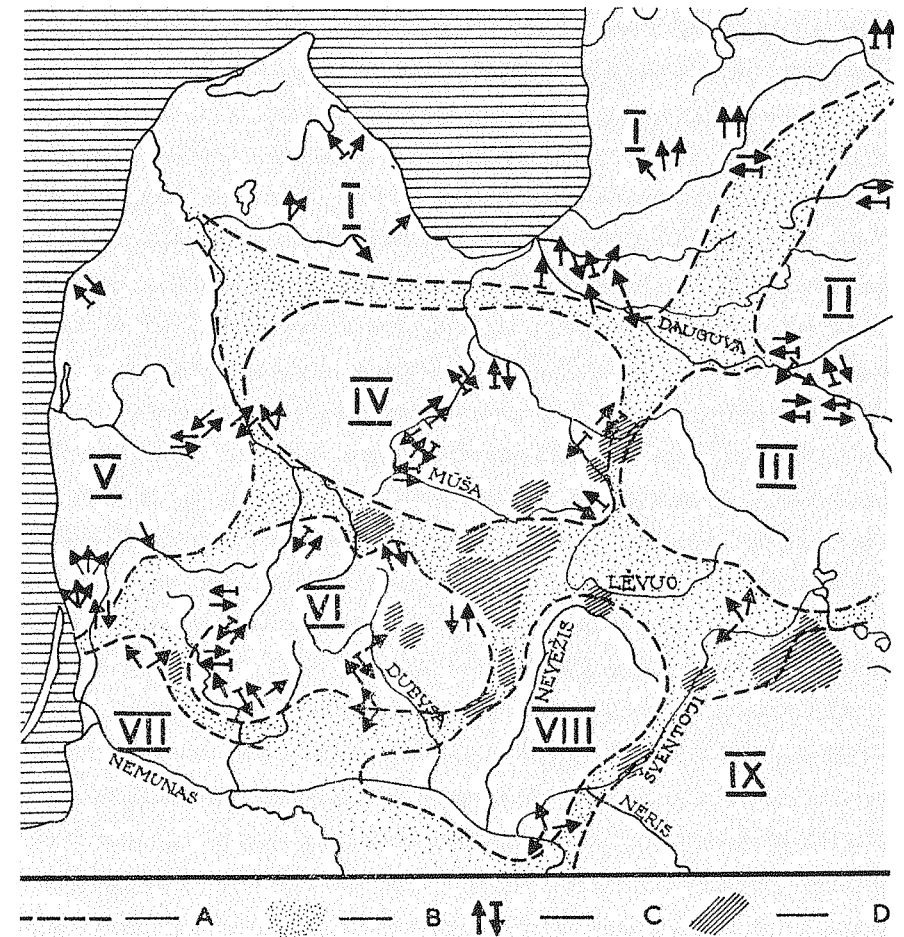 I
I
II
DAUGUVA
IV
III
V
MŪŠA
LĖVUO
VI
NEVĖŽIS
DUBYSA
VII
VIII
ŠVENTOJI
IX
NEMUNAS
NERIS
A B C D